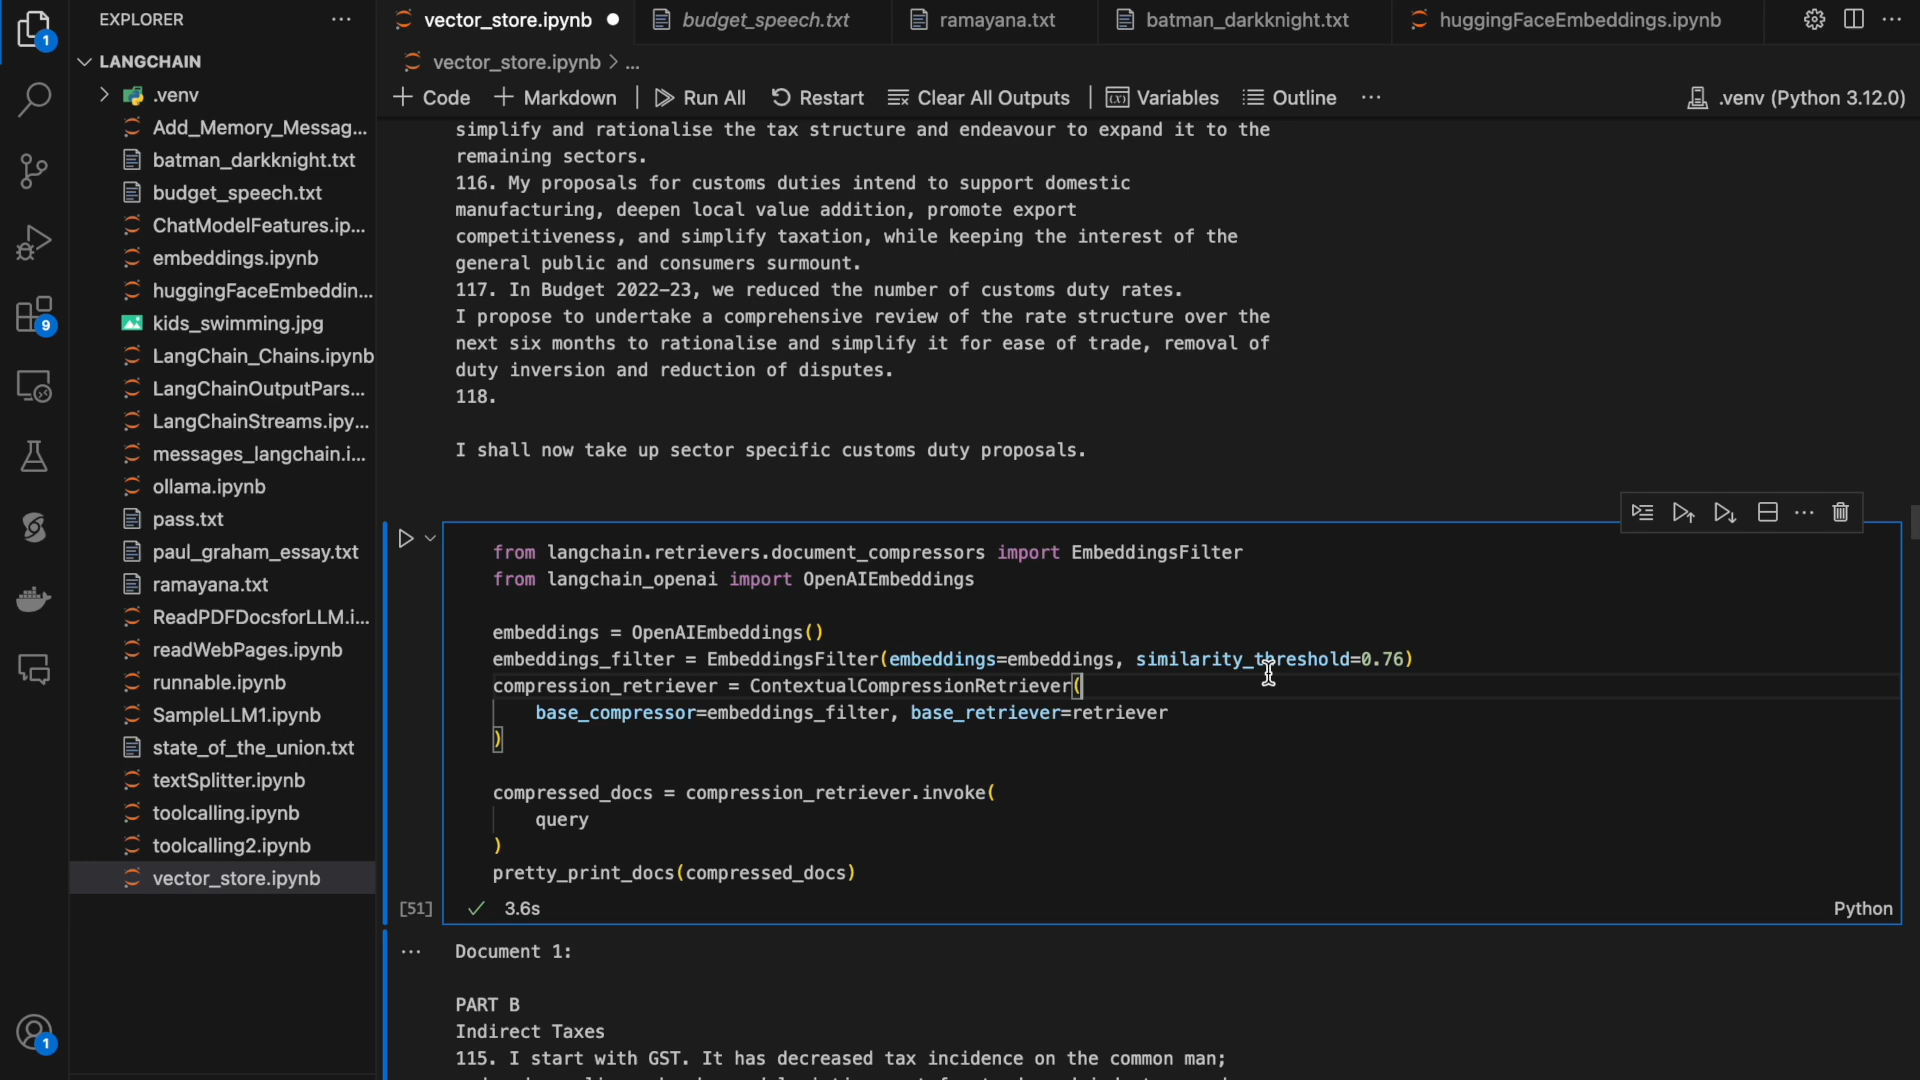 EXPLORER
LANGCHAIN
.venv
Add_Memory_Messag...
batman_darkknight.txt
budget_speech.txt
ChatModelFeatures.ip...
embeddings.ipynb
huggingFaceEmbeddin...
kids_swimming.jpg
LangChain_Chains.ipynb
LangChainOutputPars...
LangChainStreams.ipy...
messages_langchain.i...
ollama.ipynb
pass.txt
paul_graham_essay.txt
ramayana.txt
ReadPDFDocsforLLM.i...
readWebPages.ipynb
runnable.ipynb
SampleLLM1.ipynb
state_of_the_union.txt
textSplitter.ipynb
toolcalling.ipynb
toolcalling2.ipynb
vector_store.ipynb
1
9
1
vector_store.ipynb budget_speech.txt ramayana.txt batman_darkknight.txt huggingFaceEmbeddings.ipynb
vector_store.ipynb > ...
+ Code + Markdown Run All Restart Clear All Outputs Variables Outline ... .venv (Python 3.12.0)
simplify and rationalise the tax structure and endeavour to expand it to the
remaining sectors.
116. My proposals for customs duties intend to support domestic
manufacturing, deepen local value addition, promote export
competitiveness, and simplify taxation, while keeping the interest of the
general public and consumers surmount.
117. In Budget 2022–23, we reduced the number of customs duty rates.
I propose to undertake a comprehensive review of the rate structure over the
next six months to rationalise and simplify it for ease of trade, removal of
duty inversion and reduction of disputes.
118.
I shall now take up sector specific customs duty proposals.
from langchain.retrievers.document_compressors import EmbeddingsFilter
from langchain_openai import OpenAIEmbeddings
embeddings = OpenAIEmbeddings()
embeddings_filter = EmbeddingsFilter(embeddings=embeddings, similarity_threshold=0.76)
compression_retriever = ContextualCompressionRetriever(
base_compressor=embeddings_filter, base_retriever=retriever
)
compressed_docs = compression_retriever.invoke(
query
)
pretty_print_docs(compressed_docs)
[51] 3.6s Python
... Document 1:
PART B
Indirect Taxes
115. I start with GST. It has decreased tax incidence on the common man;